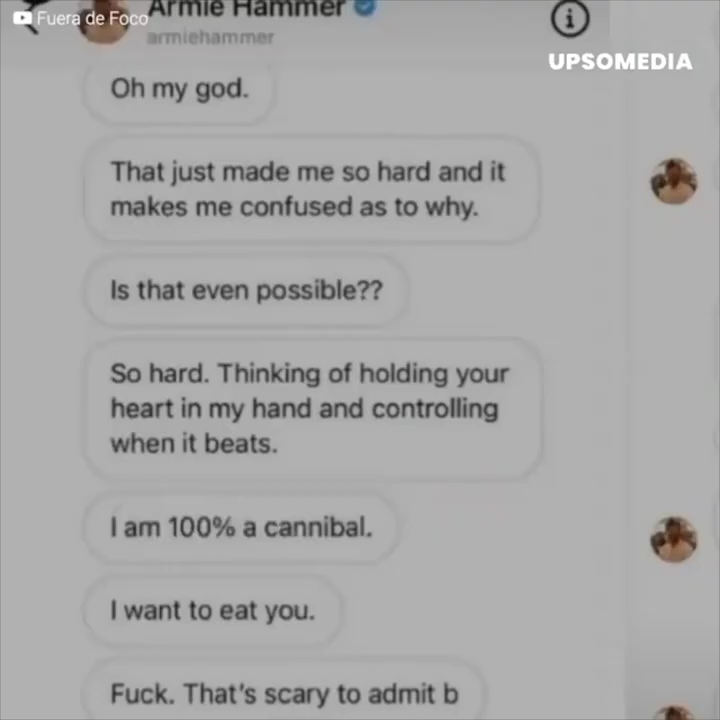 Fuera de Foco
Armie Hammer
armiehammer
UPSOMEDIA
Oh my god.
That just made me so hard and it
makes me confused as to why.
Is that even possible??
So hard. Thinking of holding your
heart in my hand and controlling
when it beats.
I am 100% a cannibal.
I want to eat you.
Fuck. That's scary to admit b